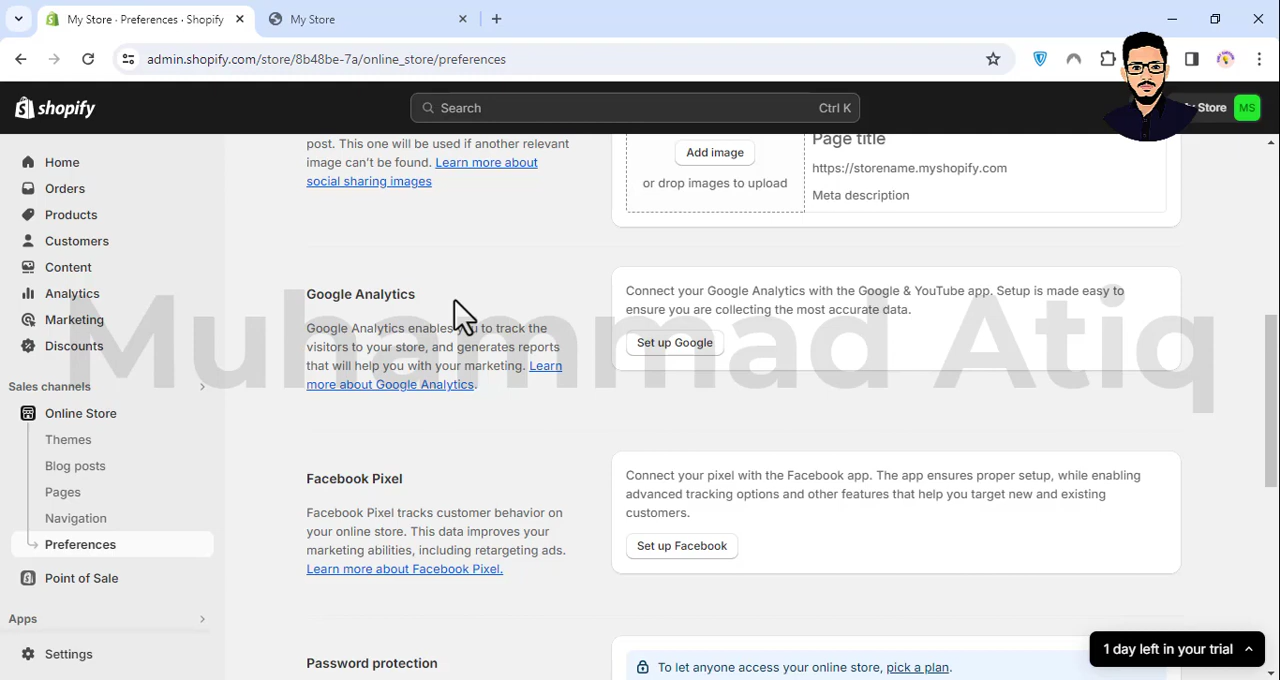 My Store · Preferences · Shopify
My Store
admin.shopify.com/store/8b48be-7a/online_store/preferences
shopify
Search
Ctrl K
Store
MS
Home
Orders
Products
Customers
Content
Analytics
Marketing
Discounts
Sales channels
Online Store
Themes
Blog posts
Pages
Navigation
Preferences
Point of Sale
Apps
Settings
post. This one will be used if another relevant
image can't be found. Learn more about
social sharing images
Add image
or drop images to upload
Page title
https://storename.myshopify.com
Meta description
Google Analytics
Google Analytics enables you to track the
visitors to your store, and generates reports
that will help you with your marketing. Learn
more about Google Analytics.
Connect your Google Analytics with the Google & YouTube app. Setup is made easy to
ensure you are collecting the most accurate data.
Set up Google
Muhammad Atiq
Facebook Pixel
Facebook Pixel tracks customer behavior on
your online store. This data improves your
marketing abilities, including retargeting ads.
Learn more about Facebook Pixel.
Connect your pixel with the Facebook app. The app ensures proper setup, while enabling
advanced tracking options and other features that help you target new and existing
customers.
Set up Facebook
Password protection
To let anyone access your online store, pick a plan.
1 day left in your trial